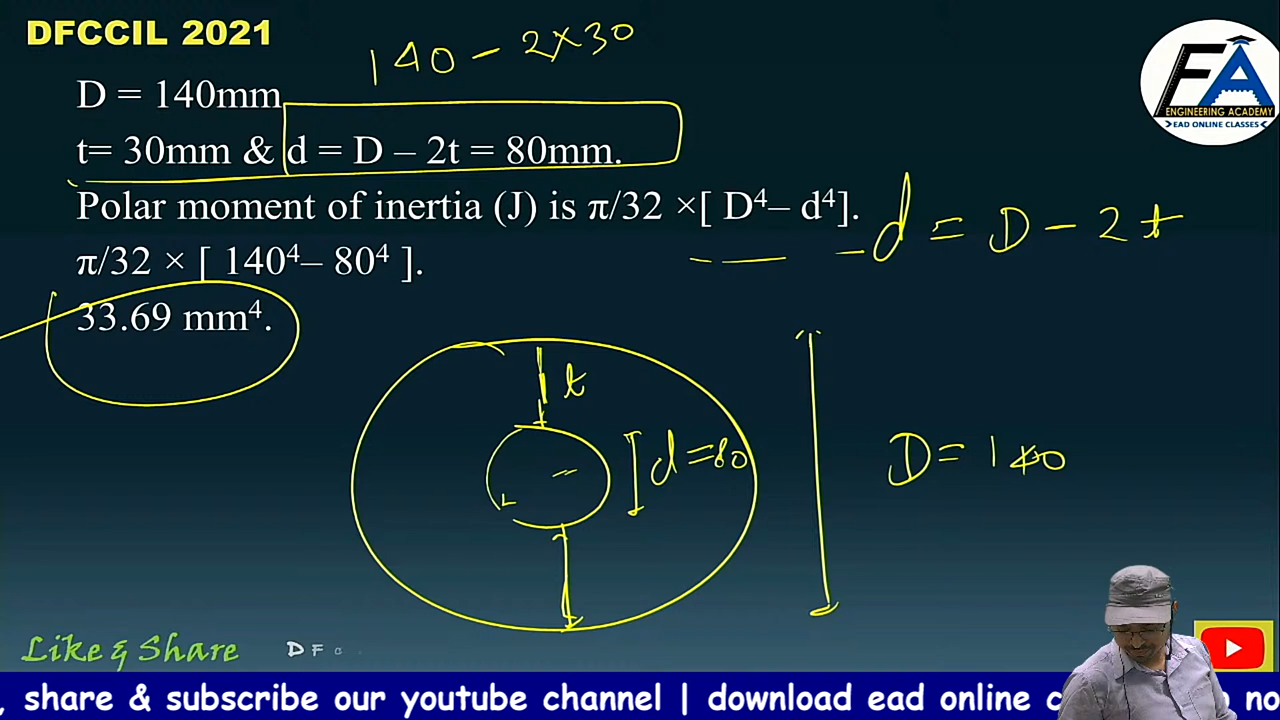 DFCCIL 2021
140 - 2×30
D = 140mm
t= 30mm & d = D – 2t = 80mm.
Polar moment of inertia (J) is π/32 ×[ D⁴– d⁴].
d = D - 2t
π/32 × [ 140⁴– 80⁴ ].
33.69 mm⁴.
t
d = 80
D = 140
EA
ENGINEERING ACADEMY
EAD ONLINE CLASSES
Like & Share
D F
, share & subscribe our youtube channel | download ead online